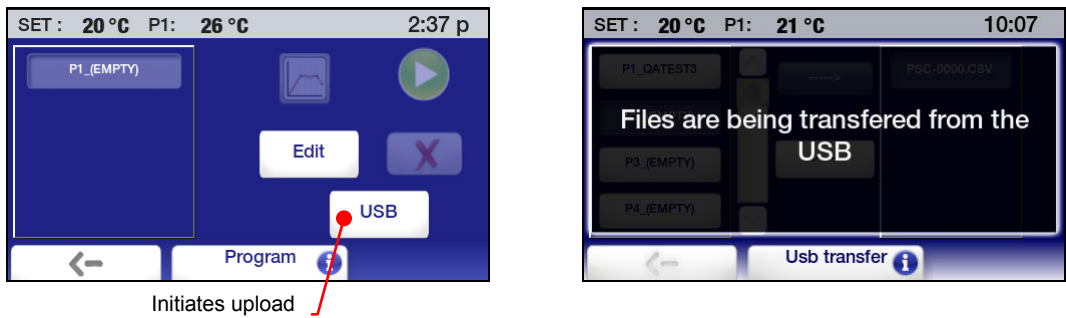 SET : 20 °C P1: 26 °C 2:37 p
P1_(EMPTY)
Edit
X
USB
Program
Initiates upload
SET : 20 °C P1: 21 °C 10:07
P1_QATEST3
----->
PSC-0000.CSV
Files are being transfered from the
USB
P3_(EMPTY)
P4_(EMPTY)
Usb transfer